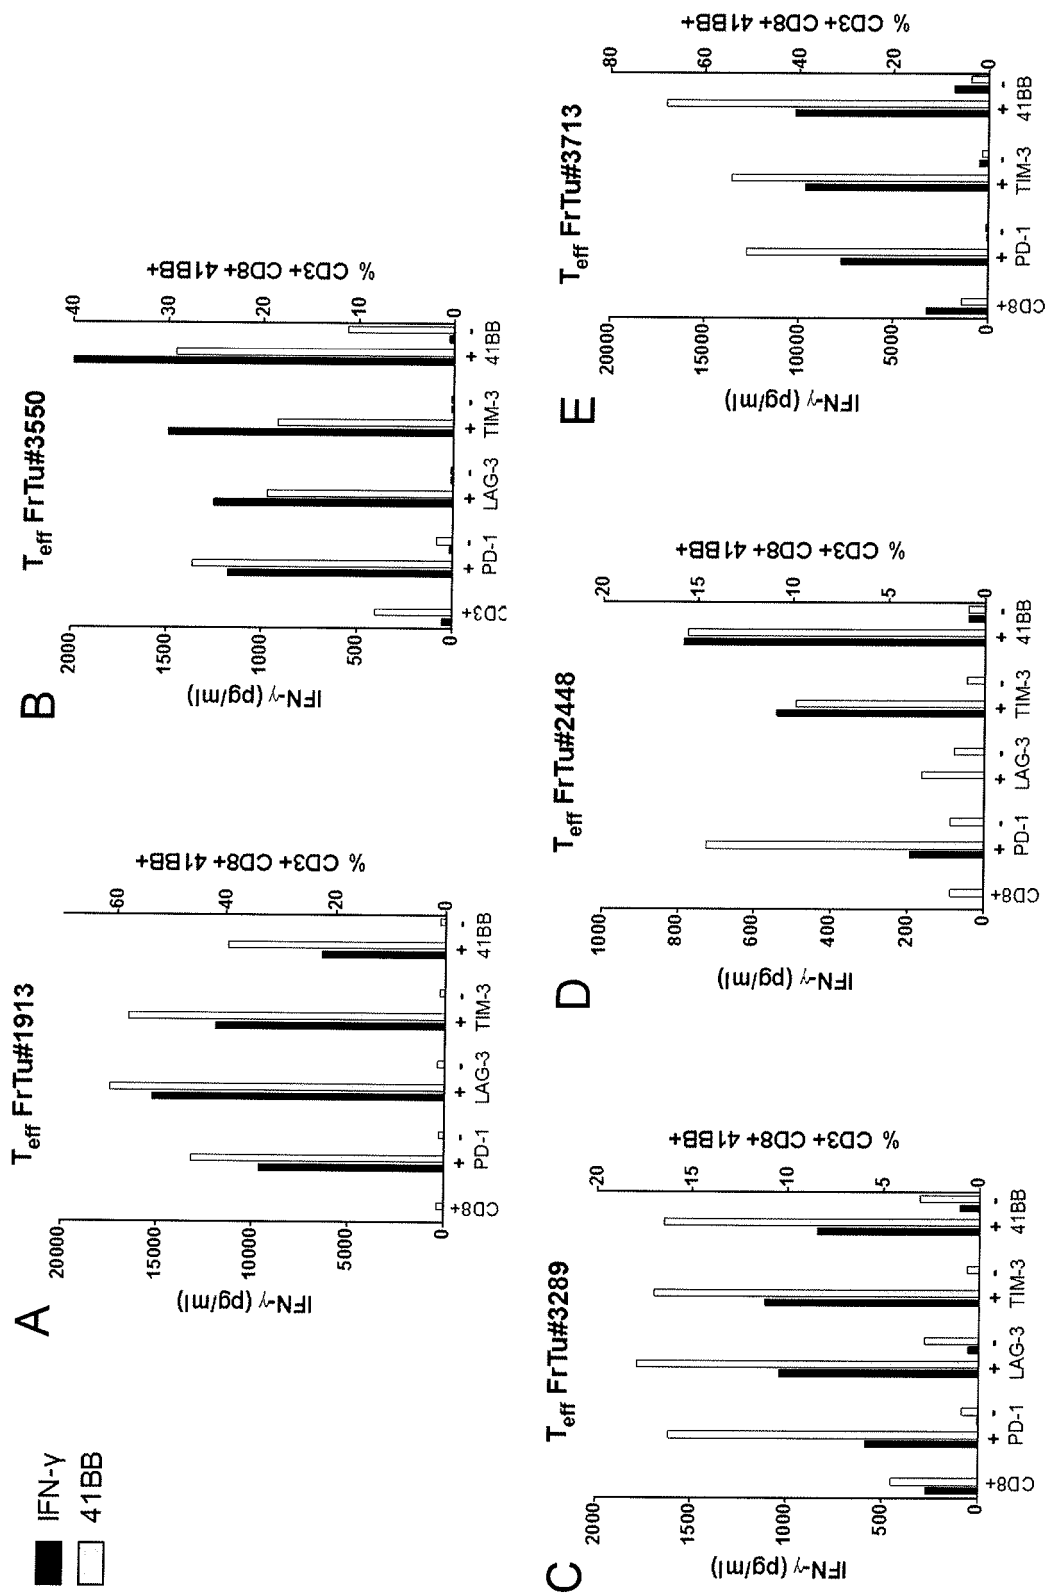 IFN-γ
41BB
A
Teff FrTu#1913
IFN-γ (pg/ml)
20000
15000
10000
5000
0
% CD3+ CD8+ 41BB+
60
40
20
0
CD8+
+ - + - + - + -
PD-1 LAG-3 TIM-3 41BB
B
Teff FrTu#3550
IFN-γ (pg/ml)
2000
1500
1000
500
0
% CD3+ CD8+ 41BB+
40
30
20
10
0
CD3+
+ - + - + - + -
PD-1 LAG-3 TIM-3 41BB
C
Teff FrTu#3289
IFN-γ (pg/ml)
2000
1500
1000
500
0
% CD3+ CD8+ 41BB+
20
15
10
5
0
CD8+
+ - + - + - + -
PD-1 LAG-3 TIM-3 41BB
D
Teff FrTu#2448
IFN-γ (pg/ml)
1000
800
600
400
200
0
% CD3+ CD8+ 41BB+
20
15
10
5
0
CD8+
+ - + - + - + -
PD-1 LAG-3 TIM-3 41BB
E
Teff FrTu#3713
IFN-γ (pg/ml)
20000
15000
10000
5000
0
% CD3+ CD8+ 41BB+
80
60
40
20
0
CD8+
+ - + - + -
PD-1 TIM-3 41BB